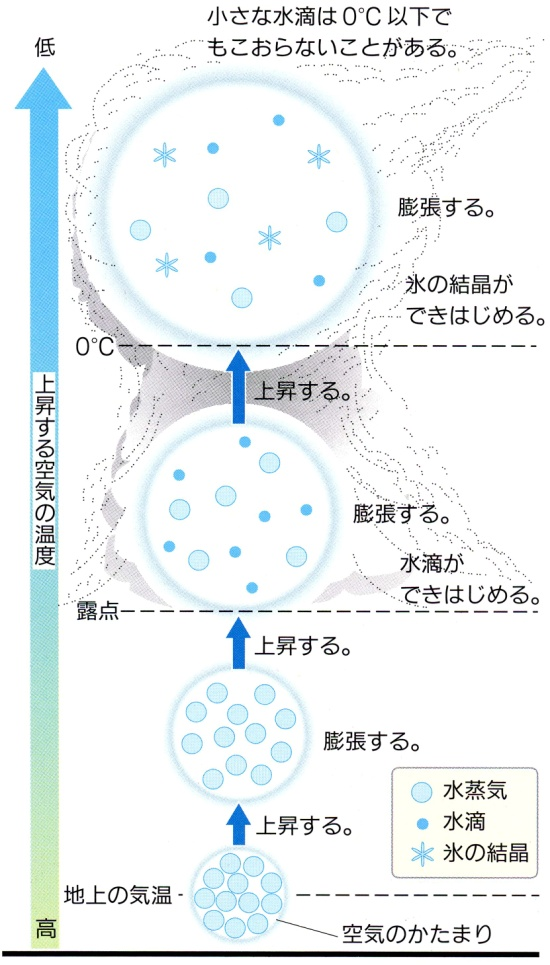 小さな水滴は0℃以下で
もこおらないことがある。
低
膨張する。
氷の結晶が
できはじめる。
0℃
上昇する。
上昇する空気の温度
膨張する。
水滴が
できはじめる。
露点
上昇する。
膨張する。
水蒸気
水滴
氷の結晶
上昇する。
地上の気温
高
空気のかたまり